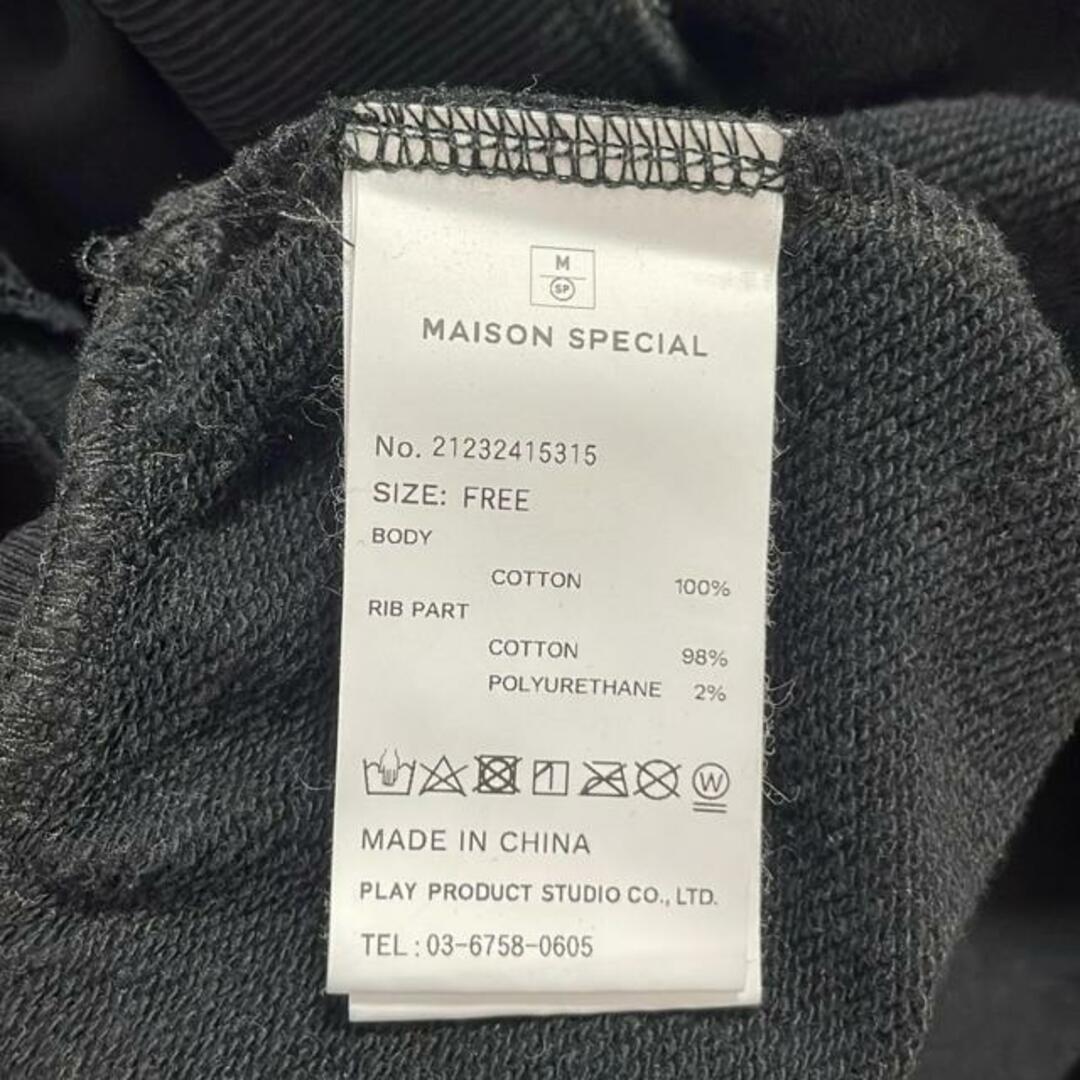 M
SP
MAISON SPECIAL
No. 21232415315
SIZE: FREE
BODY
COTTON 100%
RIB PART
COTTON 98%
POLYURETHANE 2%
W
MADE IN CHINA
PLAY PRODUCT STUDIO CO., LTD.
TEL : 03-6758-0605